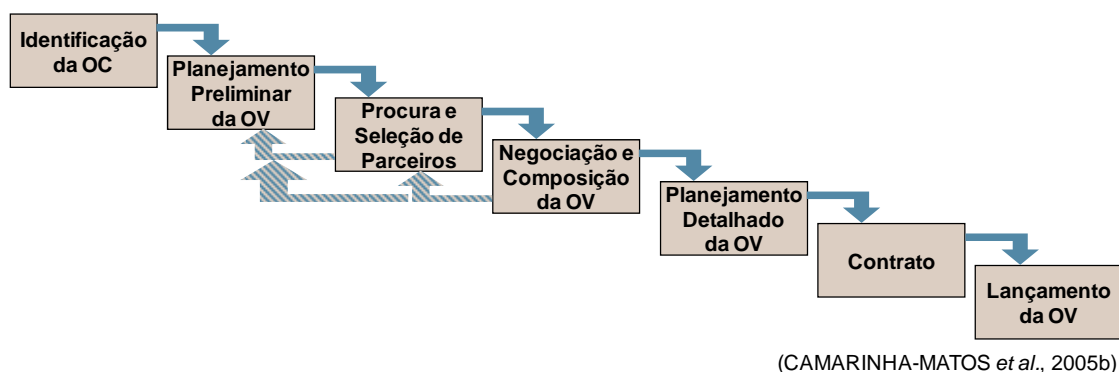 Identificação
da OC
Planejamento
Preliminar
da OV
Procura e
Seleção de
Parceiros
Negociação e
Composição
da OV
Planejamento
Detalhado
da OV
Contrato
Lançamento
da OV
(CAMARINHA-MATOS et al., 2005b)